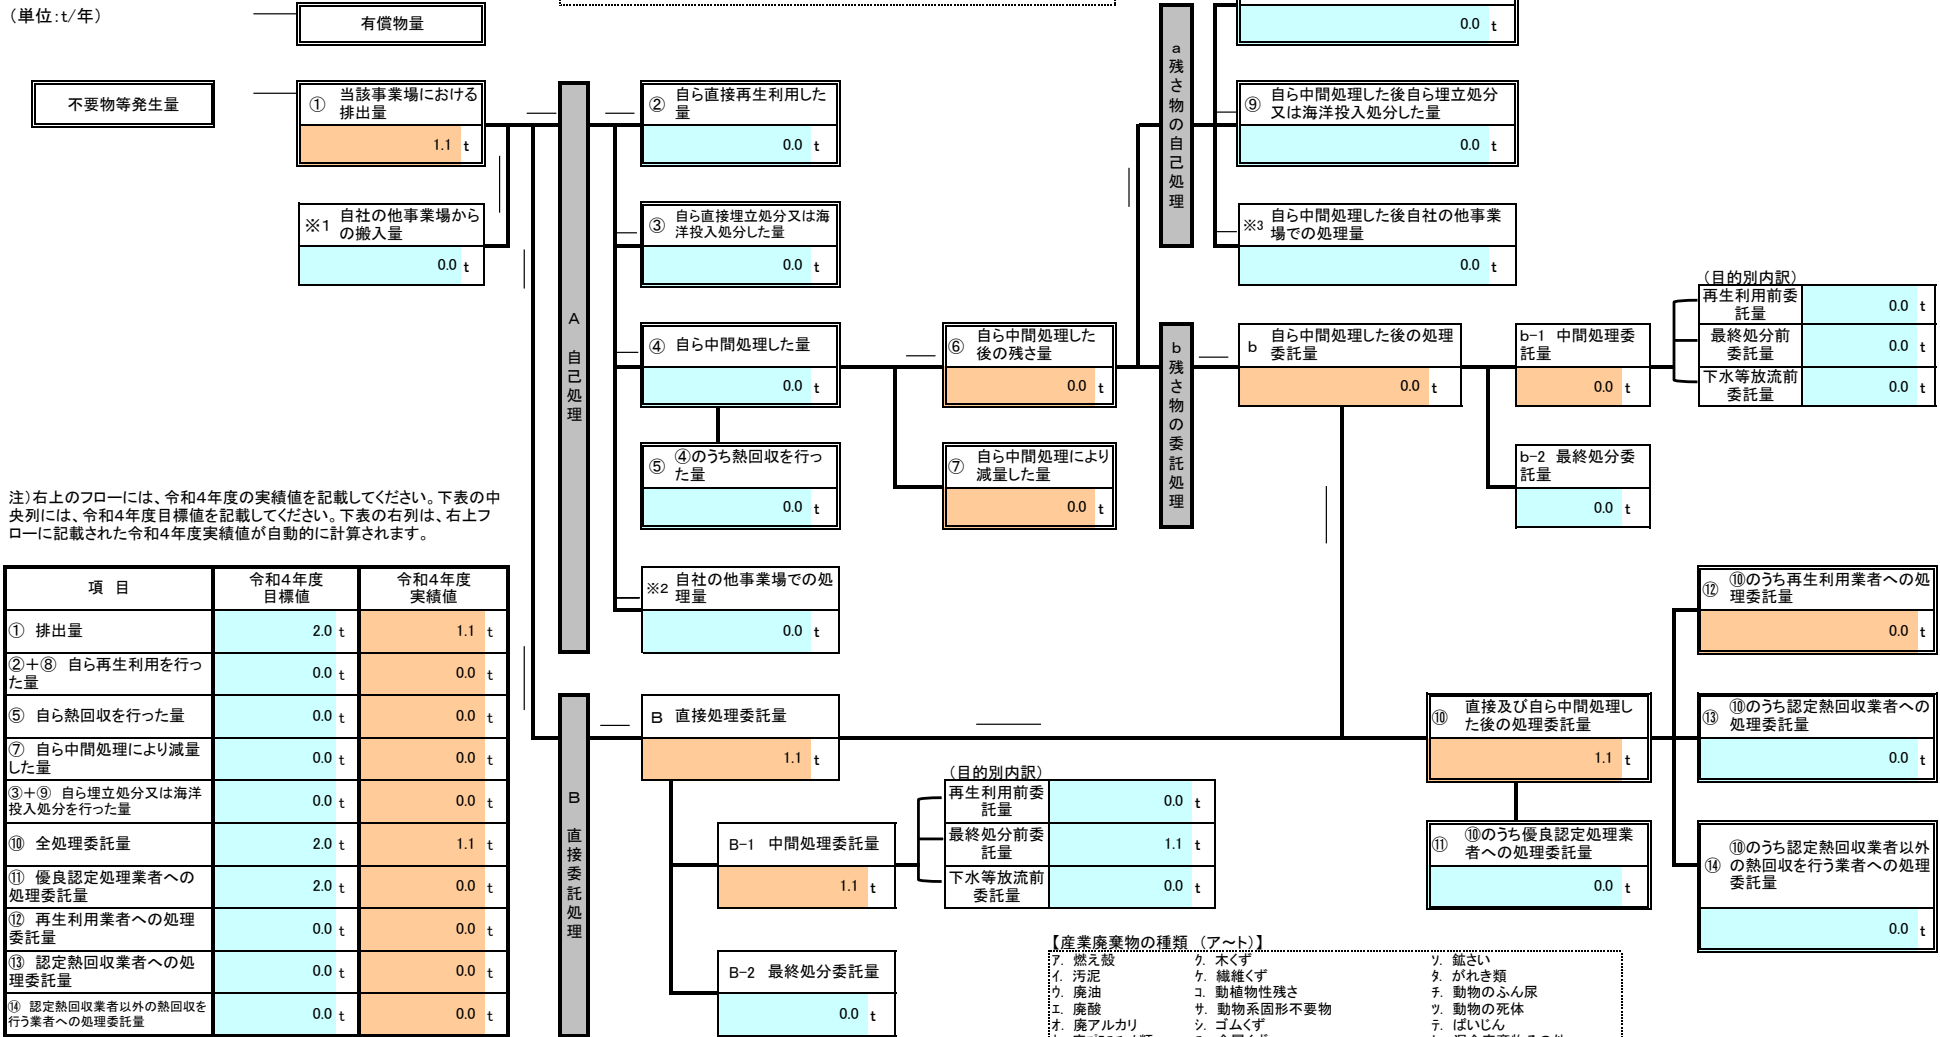 （単位:t/年）
有償物量
0.0 t
不要物等発生量
① 当該事業場における
排出量
1.1 t
② 自ら直接再生利用した
量
0.0 t
⑨ 自ら中間処理した後自ら埋立処分
又は海洋投入処分した量
0.0 t
a 残さ物の自己処理
※1 自社の他事業場から
の搬入量
0.0 t
③ 自ら直接埋立処分又は海
洋投入処分した量
0.0 t
※3 自ら中間処理した後自社の他事業
場での処理量
0.0 t
A 自己処理
④ 自ら中間処理した量
0.0 t
⑥ 自ら中間処理した
後の残さ量
0.0 t
b 残さ物の委託処理
b 自ら中間処理した後の処理
委託量
0.0 t
b-1 中間処理委
託量
0.0 t
（目的別内訳）
再生利用前委
託量
0.0 t
最終処分前
委託量
0.0 t
下水等放流前
委託量
0.0 t
⑤ ④のうち熱回収を行っ
た量
0.0 t
⑦ 自ら中間処理により
減量した量
0.0 t
b-2 最終処分委
託量
0.0 t
注）右上のフローには、令和4年度の実績値を記載してください。下表の中
央列には、令和4年度目標値を記載してください。下表の右列は、右上フ
ローに記載された令和4年度実績値が自動的に計算されます。
※2 自社の他事業場での処
理量
0.0 t
項 目 令和4年度
目標値 令和4年度
実績値
① 排出量 2.0 t 1.1 t
②＋⑧ 自ら再生利用を行っ
た量 0.0 t 0.0 t
⑤ 自ら熱回収を行った量 0.0 t 0.0 t
⑦ 自ら中間処理により減量
した量 0.0 t 0.0 t
③＋⑨ 自ら埋立処分又は海洋
投入処分を行った量 0.0 t 0.0 t
⑩ 全処理委託量 2.0 t 1.1 t
⑪ 優良認定処理業者への
処理委託量 2.0 t 0.0 t
⑫ 再生利用業者への処理
委託量 0.0 t 0.0 t
⑬ 認定熱回収業者への処
理委託量 0.0 t 0.0 t
⑭ 認定熱回収業者以外の熱回収を
行う業者への処理委託量 0.0 t 0.0 t
B 直接委託処理
B 直接処理委託量
1.1 t
B-1 中間処理委託量
1.1 t
（目的別内訳）
再生利用前委
託量
0.0 t
最終処分前委
託量
1.1 t
下水等放流前
委託量
0.0 t
B-2 最終処分委託量
0.0 t
⑩ 直接及び自ら中間処理し
た後の処理委託量
1.1 t
⑪ ⑩のうち優良認定処理業
者への処理委託量
0.0 t
⑫ ⑩のうち再生利用業者への処
理委託量
0.0 t
⑬ ⑩のうち認定熱回収業者への
処理委託量
0.0 t
⑭ ⑩のうち認定熱回収業者以外
の熱回収を行う業者への処理
委託量
0.0 t
【産業廃棄物の種類 （ア～ト）】
ア. 燃え殻 ク. 木くず ソ. 鉱さい
イ. 汚泥 ケ. 繊維くず タ. がれき類
ウ. 廃油 コ. 動植物性残さ チ. 動物のふん尿
エ. 廃酸 サ. 動物系固形不要物 ツ. 動物の死体
オ. 廃アルカリ シ. ゴムくず テ. ばいじん